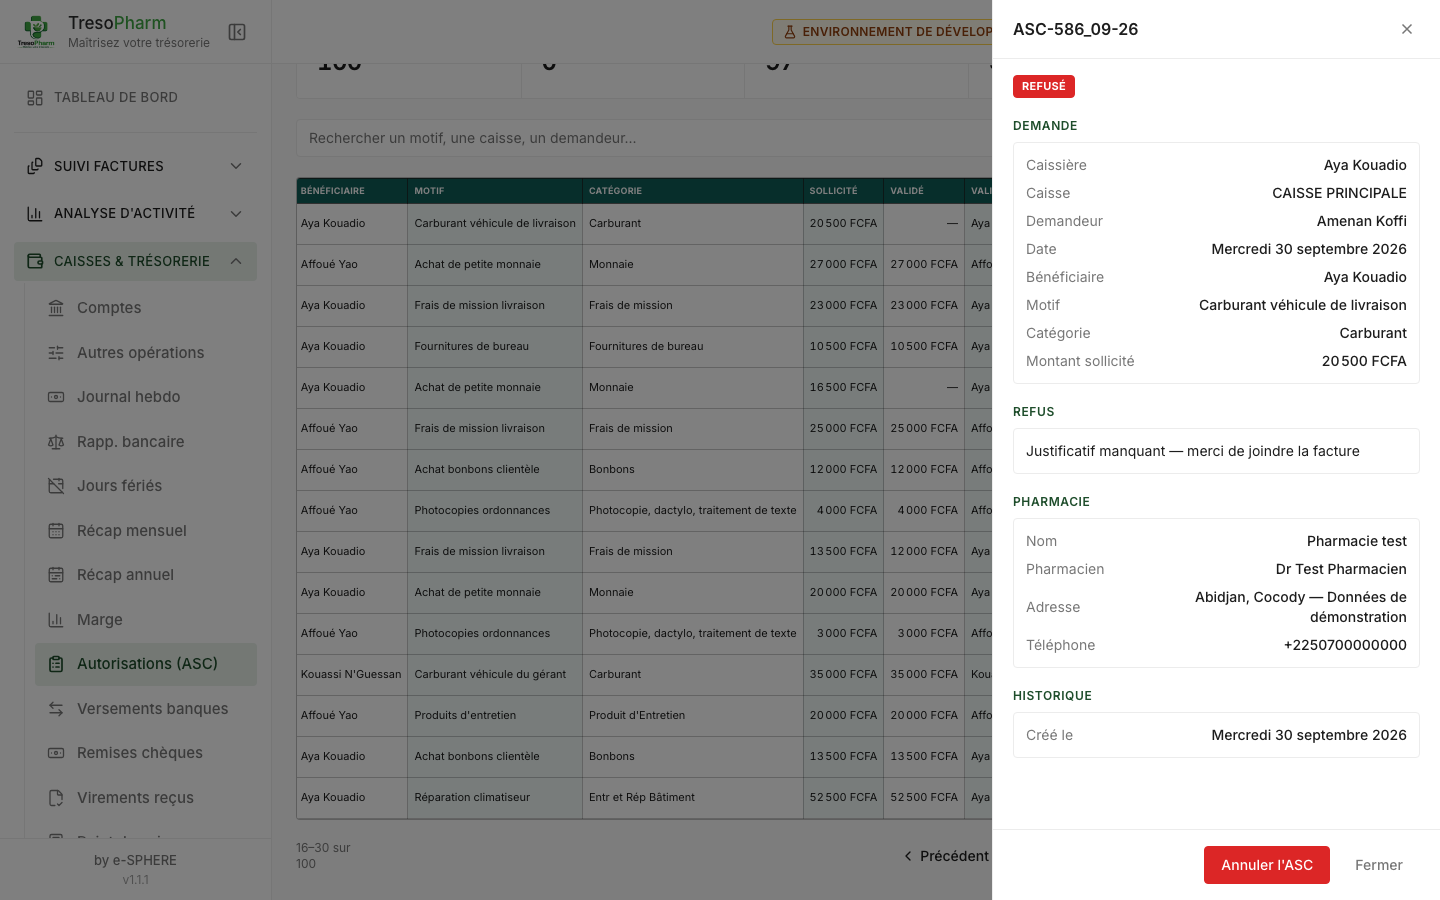 TresoPharm
Maîtrisez votre trésorerie
TresoPharm
TABLEAU DE BORD
SUIVI FACTURES
ANALYSE D'ACTIVITÉ
CAISSES & TRÉSORERIE
Comptes
Autres opérations
Journal hebdo
Rapp. bancaire
Jours fériés
Récap mensuel
Récap annuel
Marge
Autorisations (ASC)
Versements banques
Remises chèques
Virements reçus
by e-SPHERE
v1.1.1
ENVIRONNEMENT DE DÉVELOP
Rechercher un motif, une caisse, un demandeur...
BÉNÉFICIAIRE MOTIF CATÉGORIE SOLLICITÉ VALIDÉ VALI
Aya Kouadio Carburant véhicule de livraison Carburant 20 500 FCFA — Aya
Affoué Yao Achat de petite monnaie Monnaie 27 000 FCFA 27 000 FCFA Affo
Aya Kouadio Frais de mission livraison Frais de mission 23 000 FCFA 23 000 FCFA Aya
Aya Kouadio Fournitures de bureau Fournitures de bureau 10 500 FCFA 10 500 FCFA Aya
Aya Kouadio Achat de petite monnaie Monnaie 16 500 FCFA — Aya
Affoué Yao Frais de mission livraison Frais de mission 25 000 FCFA 25 000 FCFA Affo
Affoué Yao Achat bonbons clientèle Bonbons 12 000 FCFA 12 000 FCFA Affo
Affoué Yao Photocopies ordonnances Photocopie, dactylo, traitement de texte 4 000 FCFA 4 000 FCFA Affo
Aya Kouadio Frais de mission livraison Frais de mission 13 500 FCFA 12 000 FCFA Aya
Aya Kouadio Achat de petite monnaie Monnaie 20 000 FCFA 20 000 FCFA Aya
Affoué Yao Photocopies ordonnances Photocopie, dactylo, traitement de texte 3 000 FCFA 3 000 FCFA Affo
Kouassi N'Guessan Carburant véhicule du gérant Carburant 35 000 FCFA 35 000 FCFA Kou
Affoué Yao Produits d'entretien Produit d'Entretien 20 000 FCFA 20 000 FCFA Affo
Aya Kouadio Achat bonbons clientèle Bonbons 13 500 FCFA 13 500 FCFA Aya
Aya Kouadio Réparation climatiseur Entr et Rép Bâtiment 52 500 FCFA 52 500 FCFA Aya
16–30 sur
100
Précédent
ASC-586_09-26
REFUSÉ
DEMANDE
Caissière Aya Kouadio
Caisse CAISSE PRINCIPALE
Demandeur Amenan Koffi
Date Mercredi 30 septembre 2026
Bénéficiaire Aya Kouadio
Motif Carburant véhicule de livraison
Catégorie Carburant
Montant sollicité 20 500 FCFA
REFUS
Justificatif manquant — merci de joindre la facture
PHARMACIE
Nom Pharmacie test
Pharmacien Dr Test Pharmacien
Adresse Abidjan, Cocody — Données de
démonstration
Téléphone +2250700000000
HISTORIQUE
Créé le Mercredi 30 septembre 2026
Annuler l'ASC Fermer